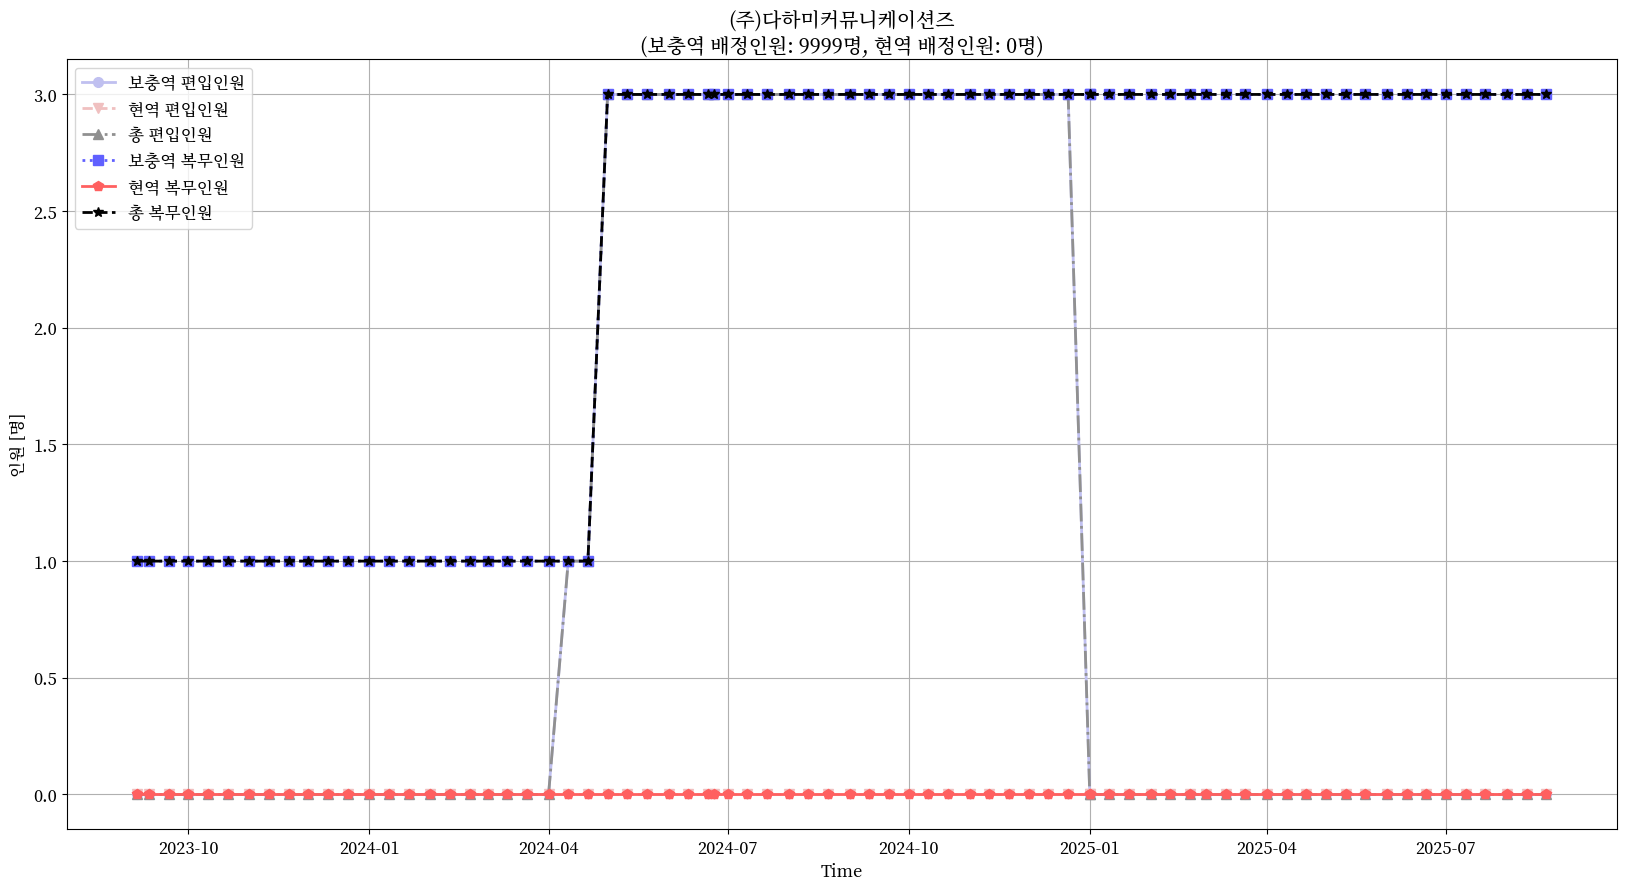 (주)다하미커뮤니케이션즈
(보충역 배정인원: 9999명, 현역 배정인원: 0명)
보충역 편입인원
현역 편입인원
총 편입인원
보충역 복무인원
현역 복무인원
총 복무인원
3.0
2.5
2.0
1.5
1.0
0.5
0.0
인원 [명]
2023-10 2024-01 2024-04 2024-07 2024-10 2025-01 2025-04 2025-07
Time